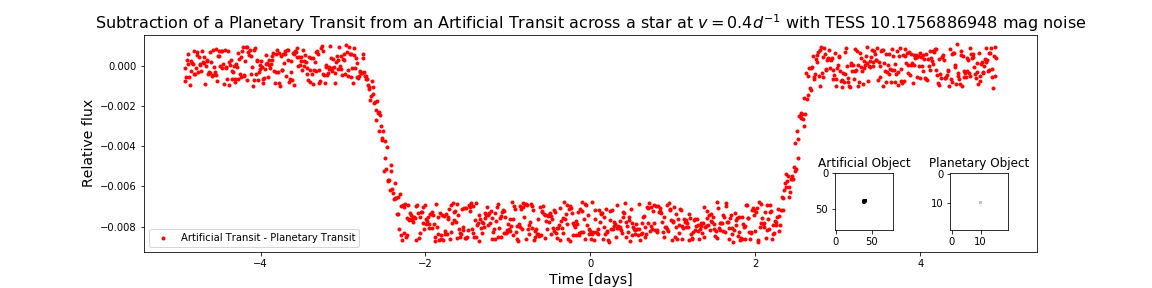 Subtraction of a Planetary Transit from an Artificial Transit across a star at v = 0.4d⁻¹ with TESS 10.1756886948 mag noise
Relative flux
0.000
−0.002
−0.004
−0.006
−0.008
Artificial Transit - Planetary Transit
Artificial Object
0
50
0 50
Planetary Object
0
10
0 10
−4 −2 0 2 4
Time [days]